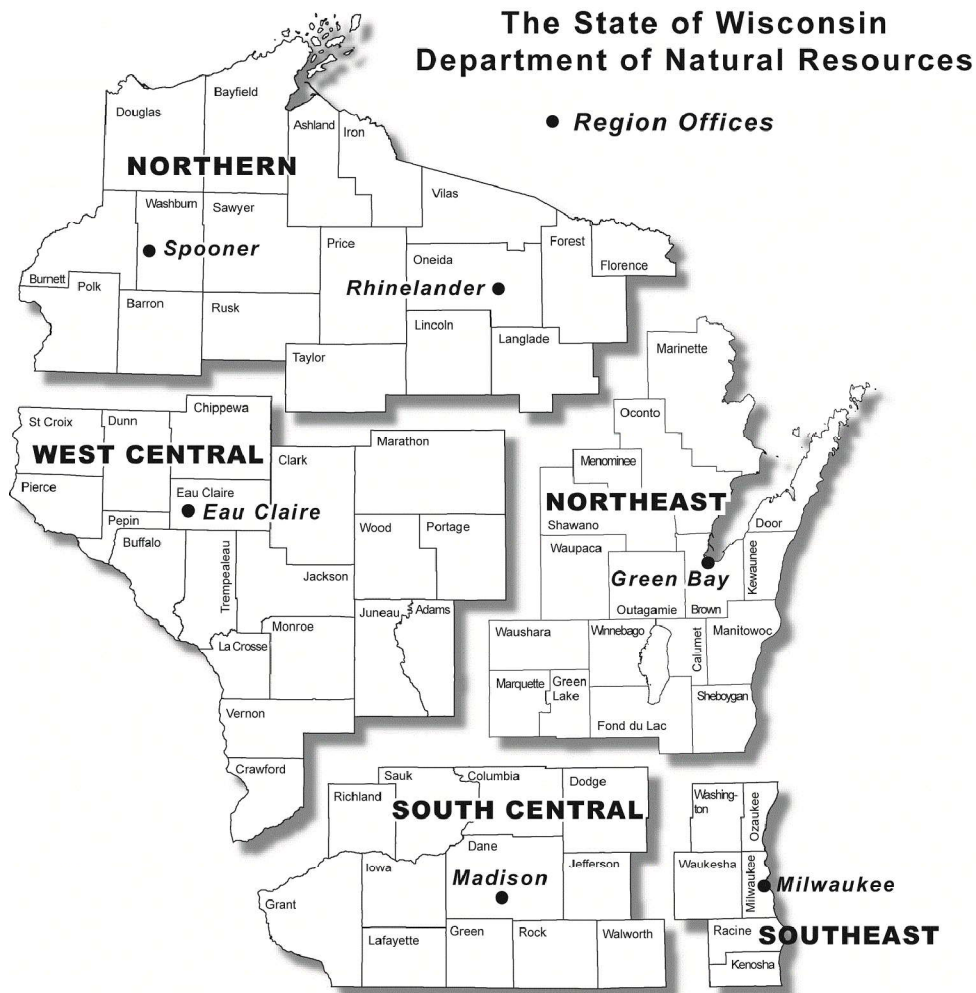 The State of Wisconsin
Department of Natural Resources
Region Offices
Douglas
Bayfield
Ashland
Iron
NORTHERN
Vilas
Washburn
Sawyer
Spooner
Price
Oneida
Forest
Florence
Burnett
Polk
Barron
Rusk
Rhinelander
Lincoln
Langlade
Taylor
Marinette
Oconto
Menominee
NORTHEAST
Shawano
Waupaca
Door
Green Bay
Kewaunee
Outagamie
Brown
Waushara
Winnebago
Calumet
Manitowoc
Marquette
Green
Lake
Sheboygan
Fond du Lac
Chippewa
St Croix
Dunn
WEST CENTRAL
Clark
Marathon
Pierce
Eau Claire
Eau Claire
Pepin
Buffalo
Trempealeau
Wood
Portage
Jackson
Juneau
Adams
Monroe
La Crosse
Vernon
Crawford
Sauk
Columbia
Dodge
Richland
SOUTH CENTRAL
Dane
Iowa
Jefferson
Madison
Grant
Lafayette
Green
Rock
Walworth
Washing-
ton
Ozaukee
Waukesha
Milwaukee
Milwaukee
Racine
SOUTHEAST
Kenosha